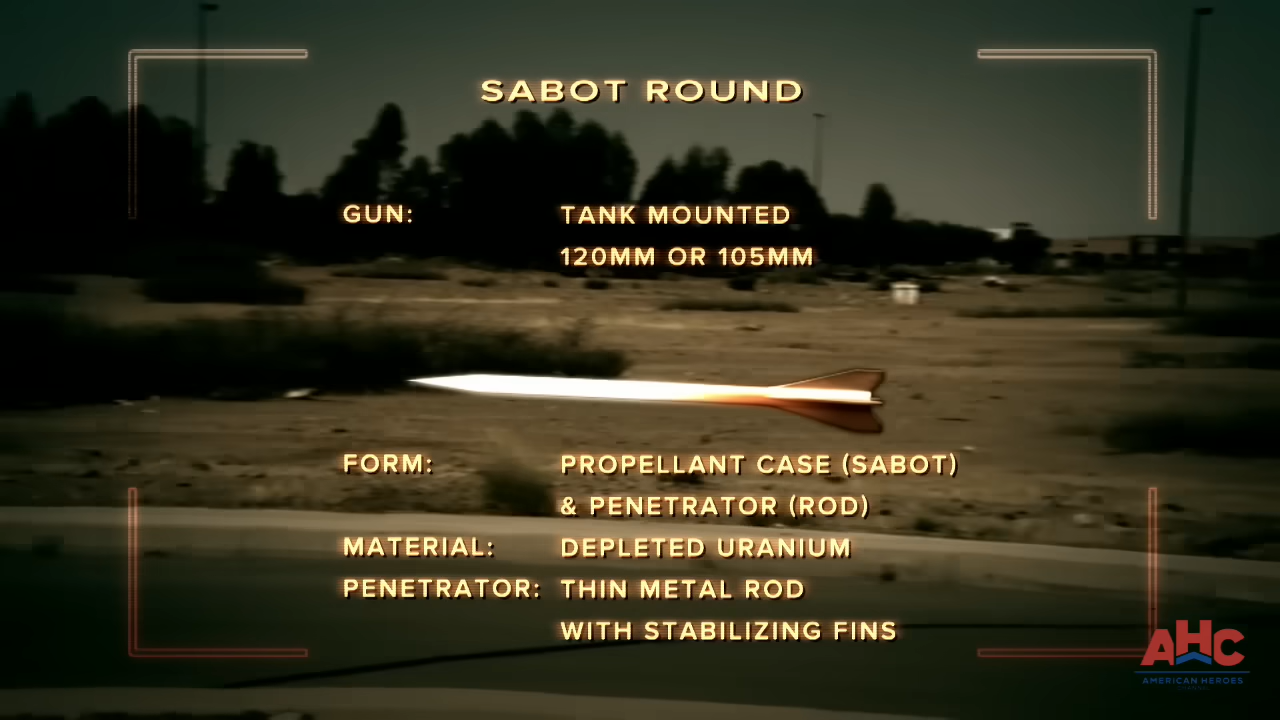 SABOT ROUND
GUN: TANK MOUNTED
120MM OR 105MM
FORM: PROPELLANT CASE (SABOT)
& PENETRATOR (ROD)
MATERIAL: DEPLETED URANIUM
PENETRATOR: THIN METAL ROD
WITH STABILIZING FINS
AHC
AMERICAN HEROES